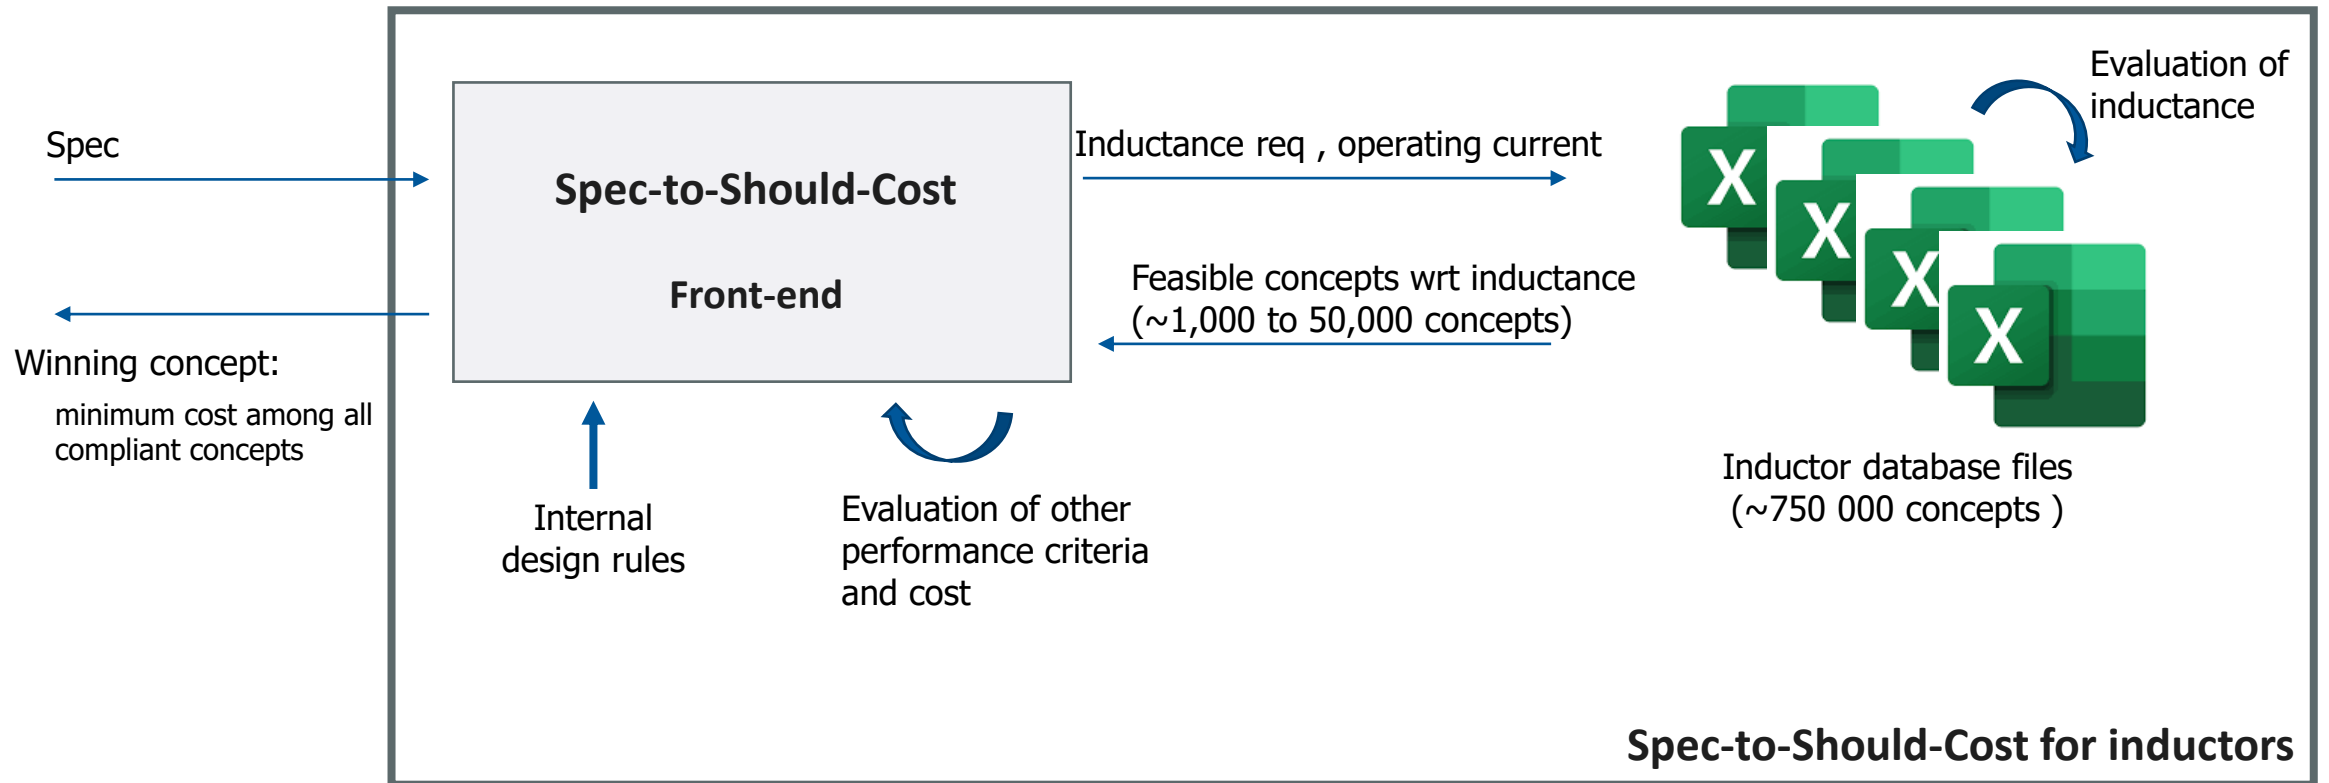 Spec
Winning concept:
minimum cost among all
compliant concepts
Spec-to-Should-Cost
Front-end
Internal
design rules
Evaluation of other
performance criteria
and cost
Inductance req , operating current
Feasible concepts wrt inductance
(~1,000 to 50,000 concepts)
Evaluation of
inductance
X
X
X
X
Inductor database files
(~750 000 concepts )
Spec-to-Should-Cost for inductors